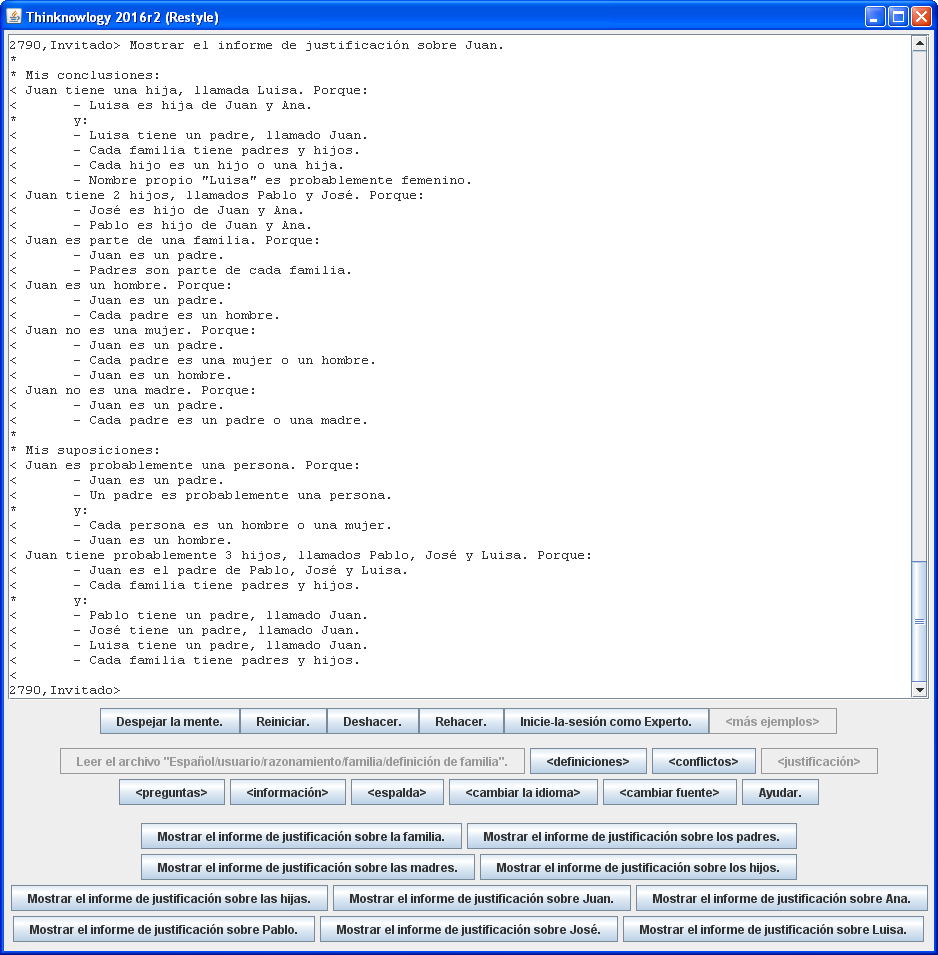 Thinknowlogy 2016r2 (Restyle)
2790,Invitado> Mostrar el informe de justificación sobre Juan.
*
* Mis conclusiones:
< Juan tiene una hija, llamada Luisa. Porque:
< - Luisa es hija de Juan y Ana.
* y:
< - Luisa tiene un padre, llamado Juan.
< - Cada familia tiene padres y hijos.
< - Cada hijo es un hijo o una hija.
< - Nombre propio "Luisa" es probablemente femenino.
< Juan tiene 2 hijos, llamados Pablo y José. Porque:
< - José es hijo de Juan y Ana.
< - Pablo es hijo de Juan y Ana.
< Juan es parte de una familia. Porque:
< - Juan es un padre.
< - Padres son parte de cada familia.
< Juan es un hombre. Porque:
< - Juan es un padre.
< - Cada padre es un hombre.
< Juan no es una mujer. Porque:
< - Juan es un padre.
< - Cada padre es una mujer o un hombre.
< - Juan es un hombre.
< Juan no es una madre. Porque:
< - Juan es un padre.
< - Cada padre es un padre o una madre.
*
* Mis suposiciones:
< Juan es probablemente una persona. Porque:
< - Juan es un padre.
< - Un padre es probablemente una persona.
* y:
< - Cada persona es un hombre o una mujer.
< - Juan es un hombre.
< Juan tiene probablemente 3 hijos, llamados Pablo, José y Luisa. Porque:
< - Juan es el padre de Pablo, José y Luisa.
< - Cada familia tiene padres y hijos.
* y:
< - Pablo tiene un padre, llamado Juan.
< - José tiene un padre, llamado Juan.
< - Luisa tiene un padre, llamado Juan.
< - Cada familia tiene padres y hijos.
<
2790,Invitado>
Despejar la mente. Reiniciar. Deshacer. Rehacer. Inicie-la-sesión como Experto. <más ejemplos>
Leer el archivo "Español/usuario/razonamiento/familia/definición de familia". <definiciones> <conflictos> <justificación>
<preguntas> <información> <espalda> <cambiar la idioma> <cambiar fuente> Ayudar.
Mostrar el informe de justificación sobre la familia. Mostrar el informe de justificación sobre los padres.
Mostrar el informe de justificación sobre las madres. Mostrar el informe de justificación sobre los hijos.
Mostrar el informe de justificación sobre las hijas. Mostrar el informe de justificación sobre Juan. Mostrar el informe de justificación sobre Ana.
Mostrar el informe de justificación sobre Pablo. Mostrar el informe de justificación sobre José. Mostrar el informe de justificación sobre Luisa.